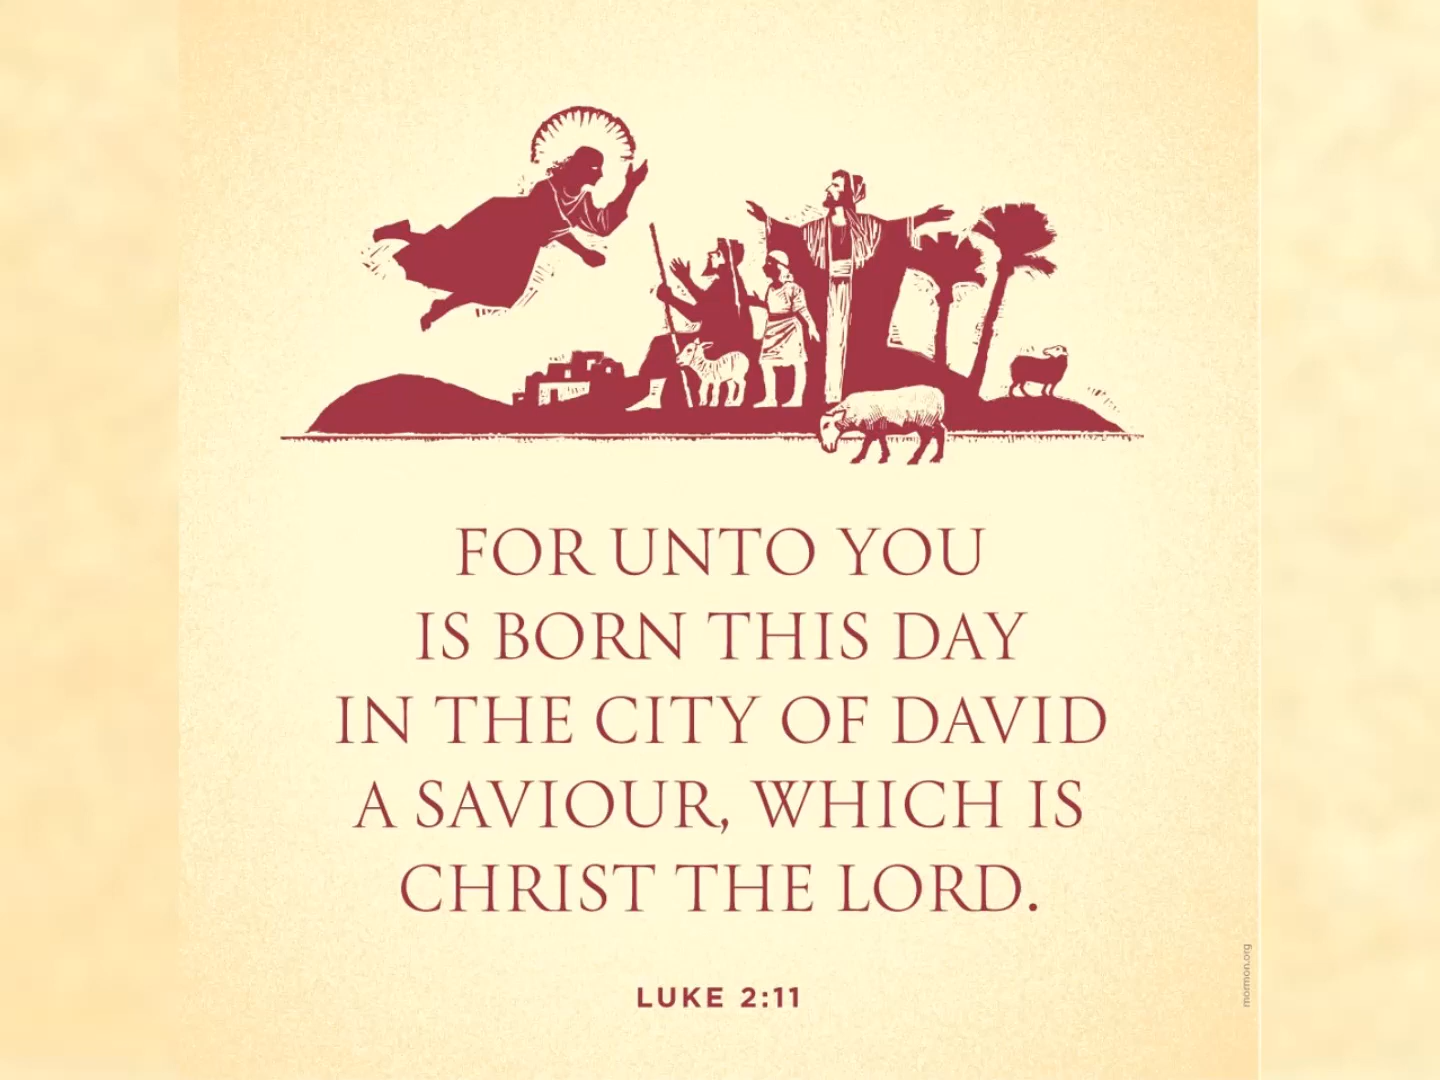 FOR UNTO YOU
IS BORN THIS DAY
IN THE CITY OF DAVID
A SAVIOUR, WHICH IS
CHRIST THE LORD.
LUKE 2:11
mormon.org